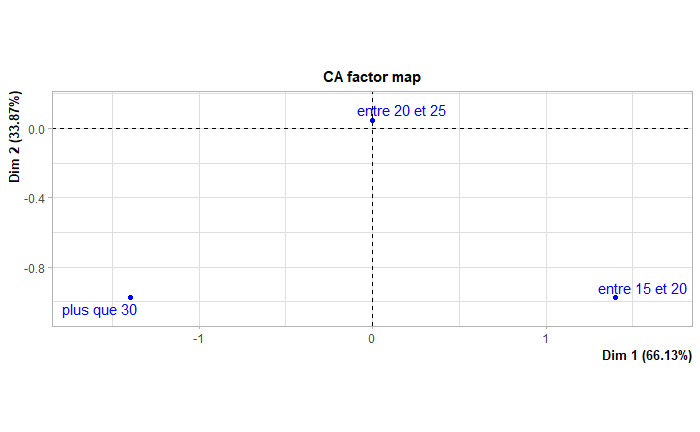 CA factor map
Dim 2 (33.87%)
entre 20 et 25
0.0
-0.4
-0.8
entre 15 et 20
plus que 30
-1
0
1
Dim 1 (66.13%)